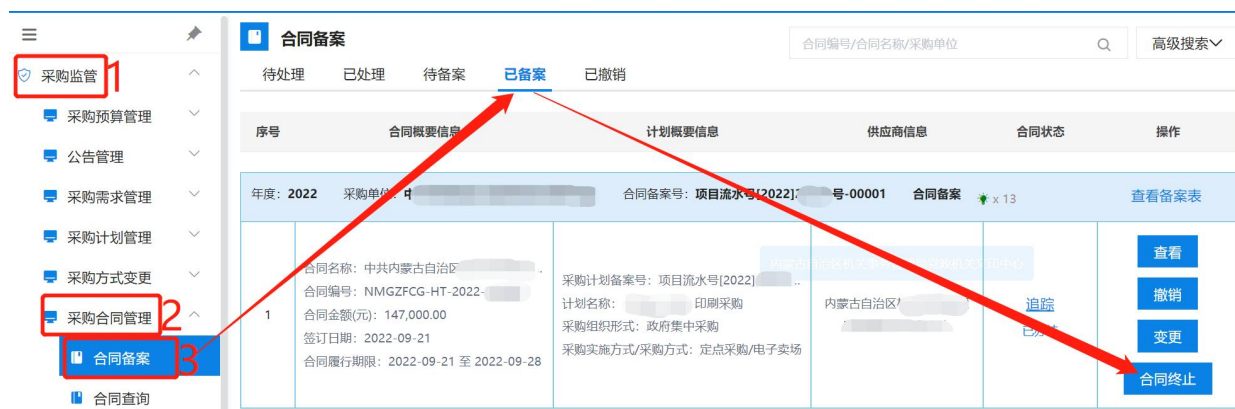 合同备案
合同编号/合同名称/采购单位
高级搜索
采购监管 1
待处理 已处理 待备案 已备案 已撤销
采购预算管理
序号 合同概要信息 计划概要信息 供应商信息 合同状态 操作
公告管理
采购需求管理
年度: 2022 采购单位: 合同备案号: 项目流水号[2022] 号-00001 合同备案 x 13 查看备案表
采购计划管理
采购方式变更
采购合同管理 2
合同备案 3
合同查询
1
合同名称: 中共内蒙古自治区
合同编号: NMGZFCG-HT-2022-
合同金额(元): 147,000.00
签订日期: 2022-09-21
合同履行期限: 2022-09-21 至 2022-09-28
采购计划备案号: 项目流水号[2022] ..
计划名称: 印刷采购
采购组织形式: 政府集中采购
采购实施方式/采购方式: 定点采购/电子卖场
内蒙古自治区
追踪
查看
撤销
变更
合同终止